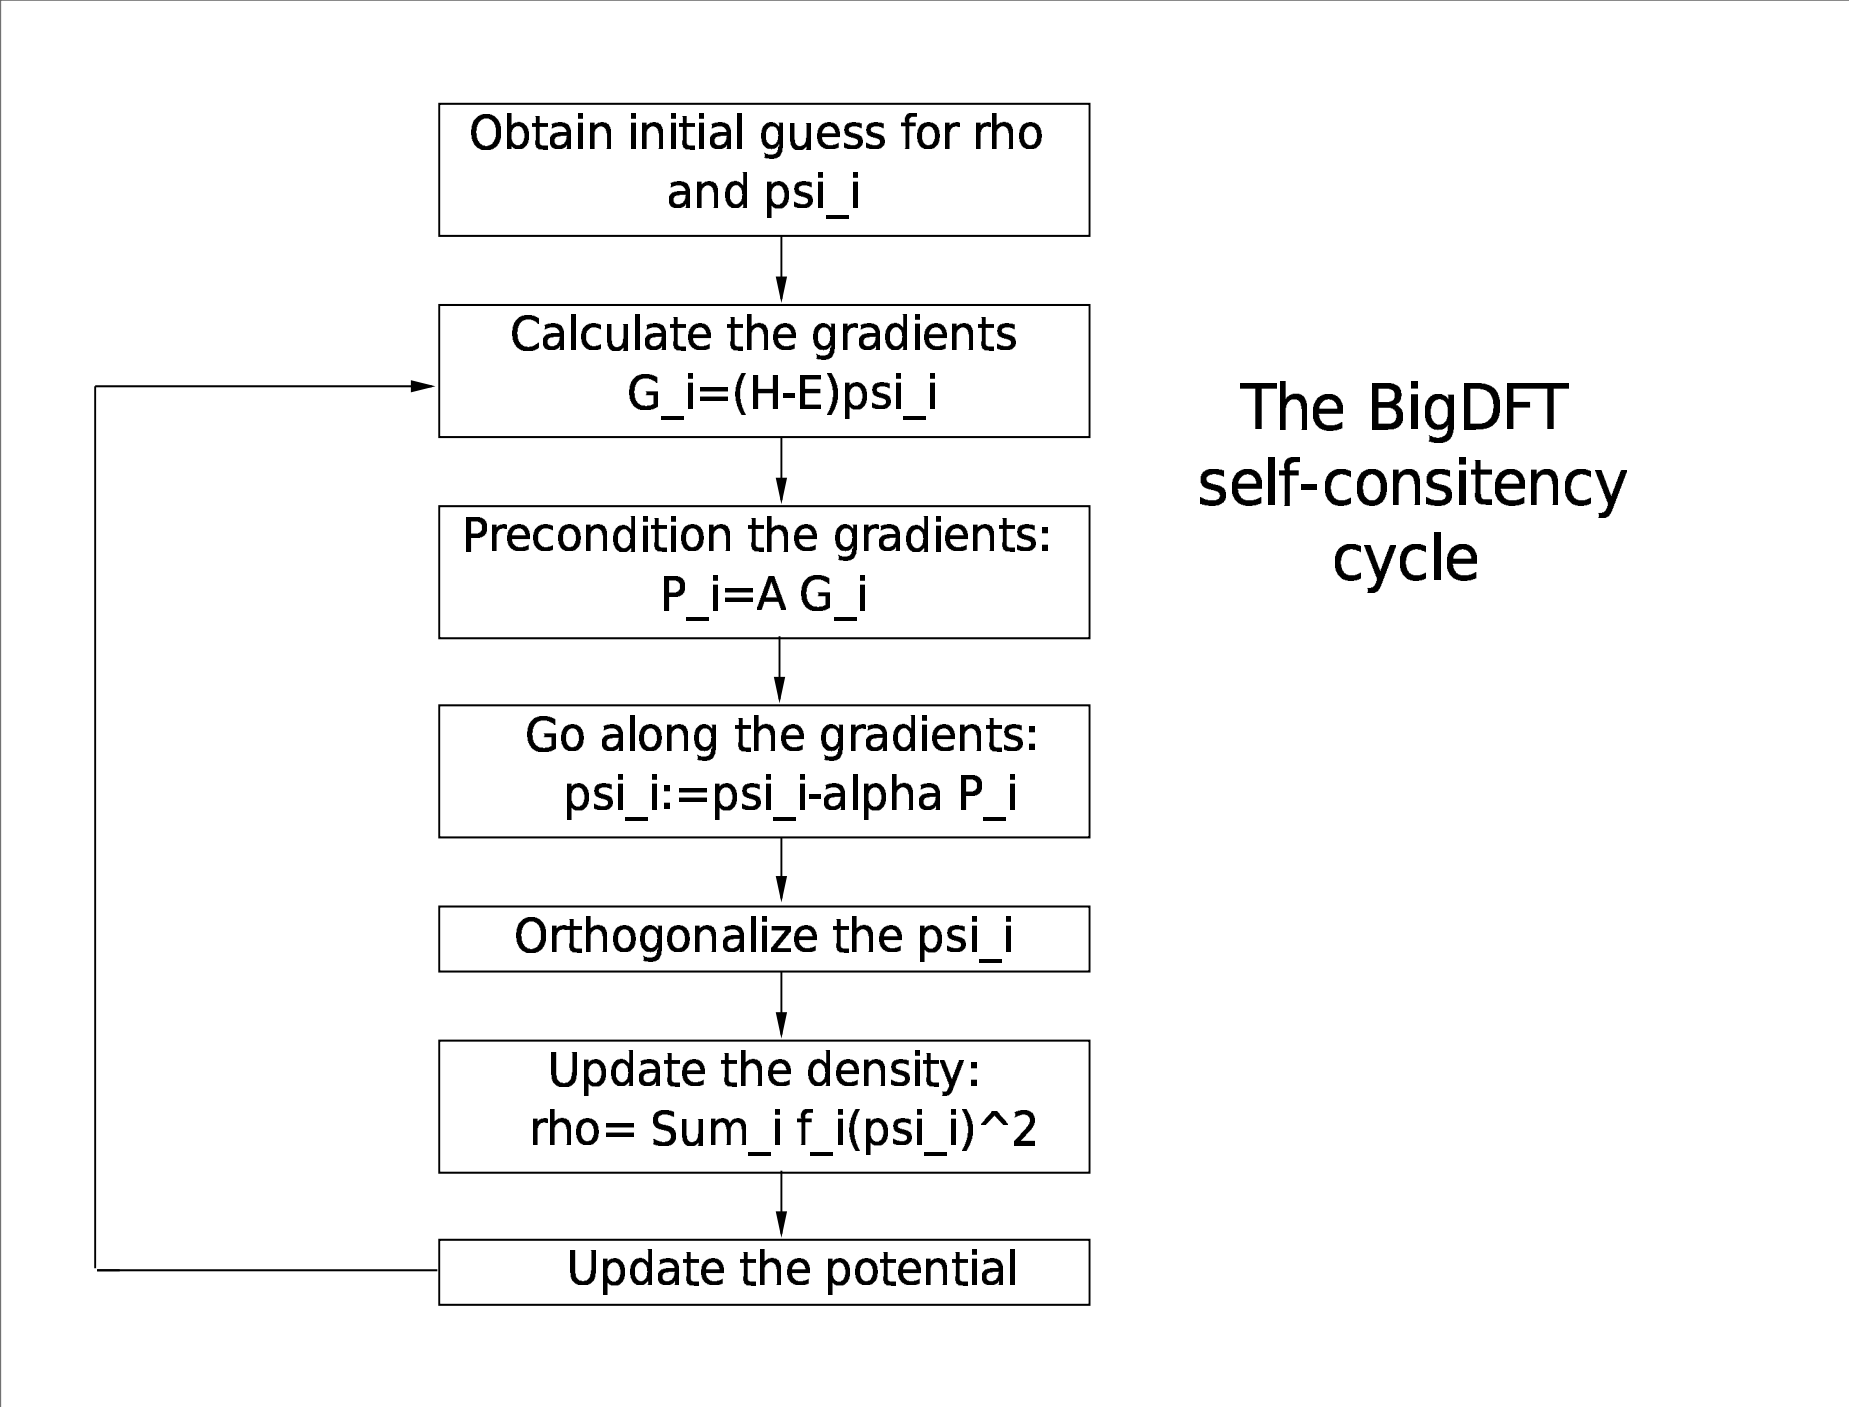 Obtain initial guess for rho
and psi_i
Calculate the gradients
G_i=(H-E)psi_i
Precondition the gradients:
P_i=A G_i
Go along the gradients:
psi_i:=psi_i-alpha P_i
Orthogonalize the psi_i
Update the density:
rho= Sum_i f_i(psi_i)^2
Update the potential
The BigDFT
self-consitency
cycle